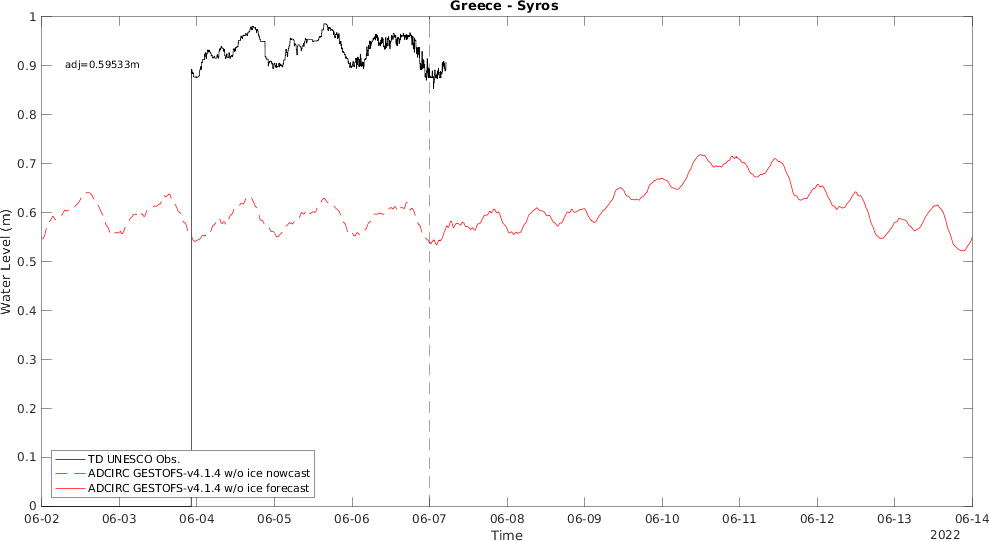 Greece - Syros
1
0.9
0.8
0.7
0.6
0.5
0.4
0.3
0.2
0.1
0
Water Level (m)
adj=0.59533m
TD UNESCO Obs.
ADCIRC GESTOFS-v4.1.4 w/o ice nowcast
ADCIRC GESTOFS-v4.1.4 w/o ice forecast
06-02 06-03 06-04 06-05 06-06 06-07 06-08 06-09 06-10 06-11 06-12 06-13 06-14
Time
2022